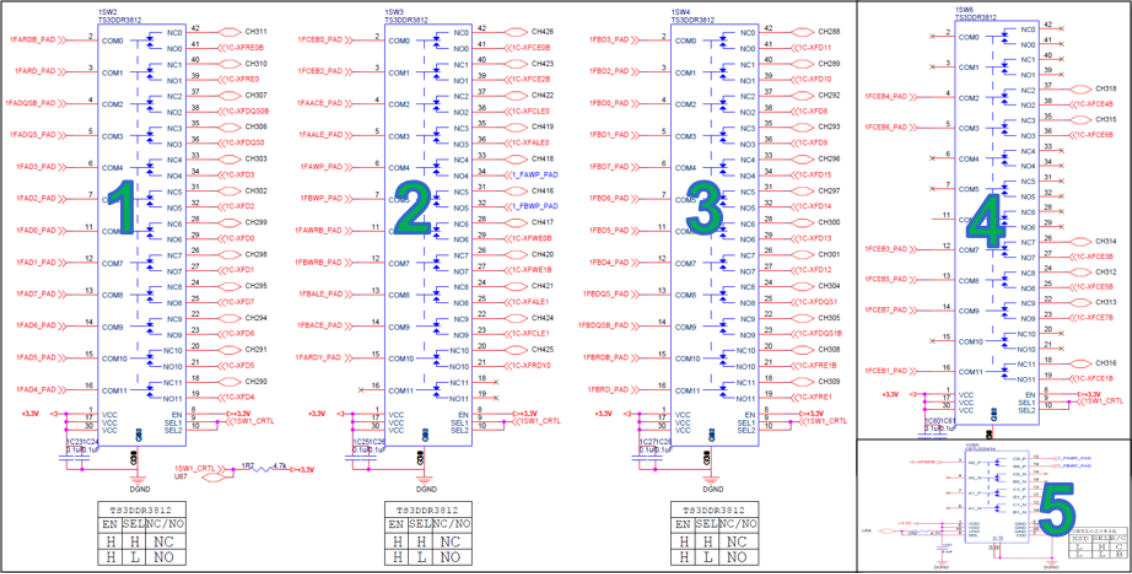 1SW2
TS3DDR3812
1FARDB_PAD 2 COM0 NC0 42 CH311
NO0 41 1C-XFRE0B
1FARD_PAD 3 COM1 NC1 40 CH310
NO1 39 1C-XFRE0
1FADQSB_PAD 4 COM2 NC2 37 CH307
NO2 38 1C-XFDQS0B
1FADQS_PAD 5 COM3 NC3 35 CH306
NO3 36 1C-XFDQS0
1FAD3_PAD 6 COM4 NC4 33 CH303
NO4 34 1C-XFD3
1FAD2_PAD 7 NC5 31 CH302
NO5 32 1C-XFD2
1FAD0_PAD 11 NC6 28 CH299
NO6 29 1C-XFD0
1FAD1_PAD 12 COM7 NC7 26 CH298
NO7 27 1C-XFD1
1FAD7_PAD 13 COM8 NC8 24 CH295
NO8 25 1C-XFD7
1FAD6_PAD 14 COM9 NC9 22 CH294
NO9 23 1C-XFD6
1FAD5_PAD 15 COM10 NC10 20 CH291
NO10 21 1C-XFD5
1FAD4_PAD 16 COM11 NC11 18 CH290
NO11 19 1C-XFD4
+3.3V 1 VCC EN 8 +3.3V
17 VCC SEL1 9 1SW1_CRTL
30 VCC SEL2 10
1C23 1C24
0.1uF 0.1uF
DGND
1SW1_CRTL 1R7 4.7k +3.3V
U67
TS3DDR3812
EN SEL NC/NO
H H NC
H L NO
1
1SW3
TS3DDR3812
1FCEB0_PAD 2 COM0 NC0 42 CH426
NO0 41 1C-XFCE0B
1FCEB2_PAD 3 COM1 NC1 40 CH423
NO1 39 1C-XFCE2B
1FAACE_PAD 4 COM2 NC2 37 CH422
NO2 38 1C-XFCLE0
1FAALE_PAD 5 COM3 NC3 35 CH419
NO3 36 1C-XFALE0
1FAWP_PAD 6 COM4 NC4 33 CH418
NO4 34 1_FAWP_PAD
1FBWP_PAD 7 NC5 31 CH416
NO5 32 1_FBWP_PAD
1FAWRB_PAD 11 NC6 28 CH417
NO6 29 1C-XFWE0B
1FBWRB_PAD 12 COM7 NC7 26 CH420
NO7 27 1C-XFWE1B
1FBALE_PAD 13 COM8 NC8 24 CH421
NO8 25 1C-XFALE1
1FBACE_PAD 14 COM9 NC9 22 CH424
NO9 23 1C-XFCLE1
1FARDY_PAD 15 COM10 NC10 20 CH425
NO10 21 1C-XFRDY0
16 COM11 NC11 18
NO11 19
+3.3V 1 VCC EN 8 +3.3V
17 VCC SEL1 9 1SW1_CRTL
30 VCC SEL2 10
1C25 1C26
0.1uF 0.1uF
DGND
2
1SW4
TS3DDR3812
1FBD3_PAD 2 COM0 NC0 42 CH288
NO0 41 1C-XFD11
1FBD2_PAD 3 COM1 NC1 40 CH289
NO1 39 1C-XFD10
1FBD0_PAD 4 COM2 NC2 37 CH292
NO2 38 1C-XFD8
1FBD1_PAD 5 COM3 NC3 35 CH293
NO3 36 1C-XFD9
1FBD7_PAD 6 COM4 NC4 33 CH296
NO4 34 1C-XFD15
1FBD6_PAD 7 NC5 31 CH297
NO5 32 1C-XFD14
1FBD5_PAD 11 NC6 28 CH300
NO6 29 1C-XFD13
1FBD4_PAD 12 COM7 NC7 26 CH301
NO7 27 1C-XFD12
1FBDQS_PAD 13 COM8 NC8 24 CH304
NO8 25 1C-XFDQS1
1FBDQSB_PAD 14 COM9 NC9 22 CH305
NO9 23 1C-XFDQS1B
1FBRDB_PAD 15 COM10 NC10 20 CH308
NO10 21 1C-XFRE1B
1FBRD_PAD 16 COM11 NC11 18 CH309
NO11 19 1C-XFRE1
+3.3V 1 VCC EN 8 +3.3V
17 VCC SEL1 9 1SW1_CRTL
30 VCC SEL2 10
1C27 1C28
0.1uF 0.1uF
DGND
TS3DDR3812
EN SEL NC/NO
H H NC
H L NO
3
1SW6
TS3DDR3812
2 COM0 NC0 42
NO0 41
3 COM1 NC1 40
NO1 39
1FCEB4_PAD 4 COM2 NC2 37 CH318
NO2 38 1C-XFCE4B
1FCEB6_PAD 5 COM3 NC3 35 CH315
NO3 36 1C-XFCE6B
6 COM4 NC4 33
NO4 34
7 COM5 NC5 31
NO5 32
11 NC6 28
NO6 29
1FCEB3_PAD 12 COM7 NC7 26 CH314
NO7 27 1C-XFCE3B
1FCEB5_PAD 13 COM8 NC8 24 CH312
NO8 25 1C-XFCE5B
1FCEB7_PAD 14 COM9 NC9 22 CH313
NO9 23 1C-XFCE7B
15 COM10 NC10 20
NO10 21
1FCEB1_PAD 16 COM11 NC11 18 CH316
NO11 19 1C-XFCE1B
+3.3V 1 VCC EN 8 +3.3V
17 VCC SEL1 9 1SW1_CRTL
30 VCC SEL2 10
4
5